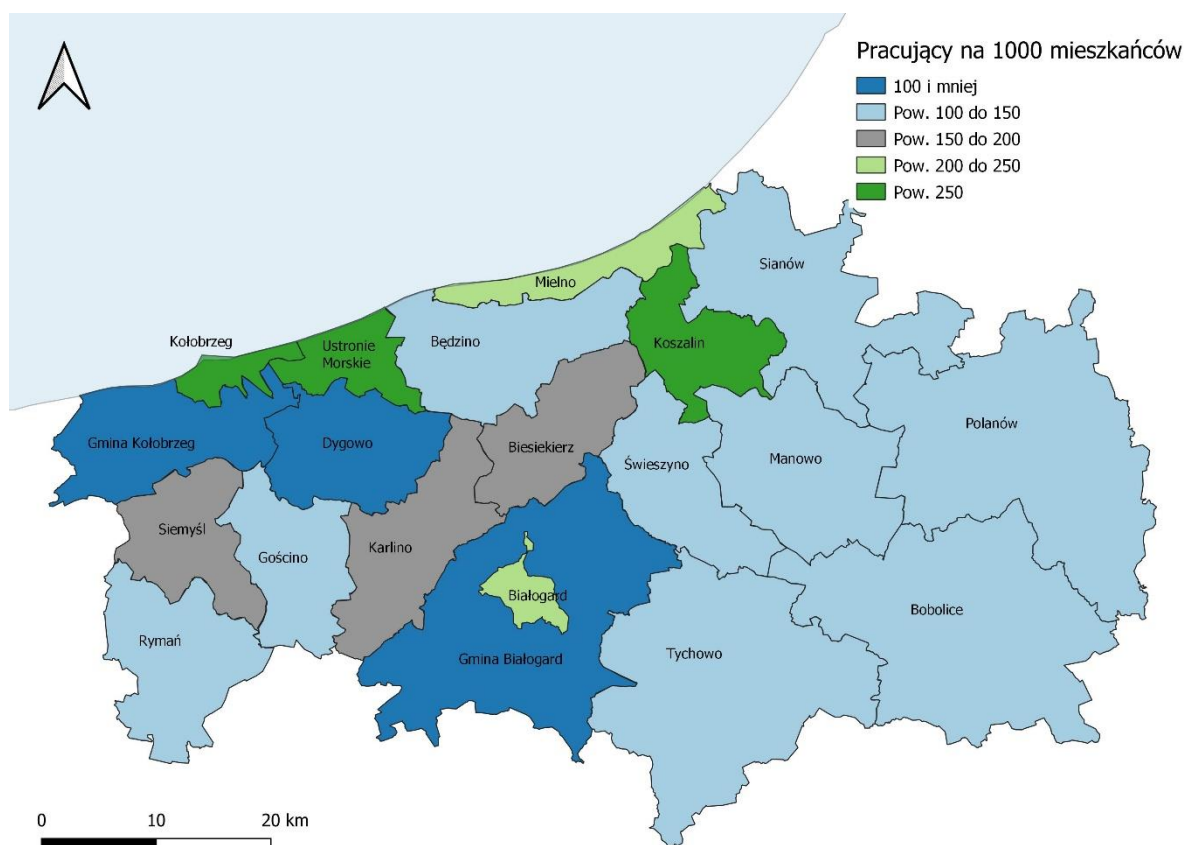 Pracujący na 1000 mieszkańców
100 i mniej
Pow. 100 do 150
Pow. 150 do 200
Pow. 200 do 250
Pow. 250
Sianów
Mielno
Kołobrzeg
Ustronie
Morskie
Będzino
Koszalin
Polanów
Gmina Kołobrzeg
Dygowo
Biesiekierz
Świeszyno
Manowo
Siemyśl
Gościno
Karlino
Białogard
Bobolice
Rymań
Gmina Białogard
Tychowo
0 10 20 km